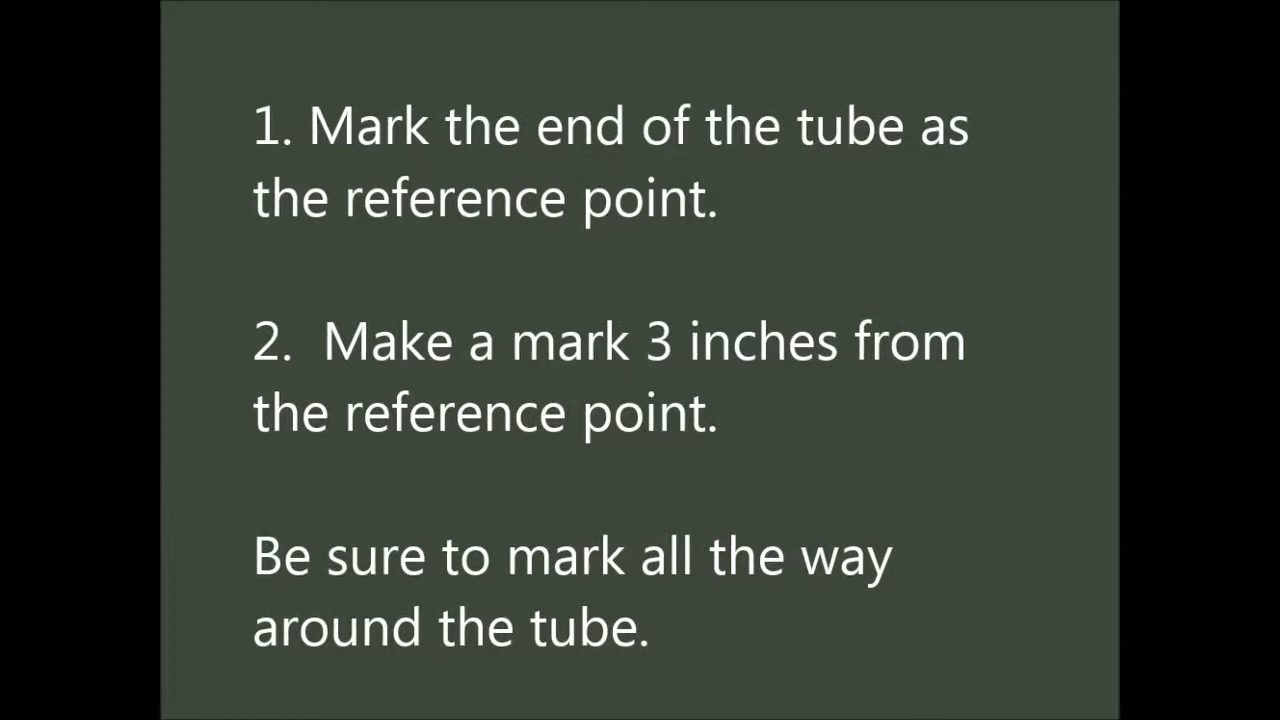 1. Mark the end of the tube as
the reference point.
2.  Make a mark 3 inches from
the reference point.
Be sure to mark all the way
around the tube.